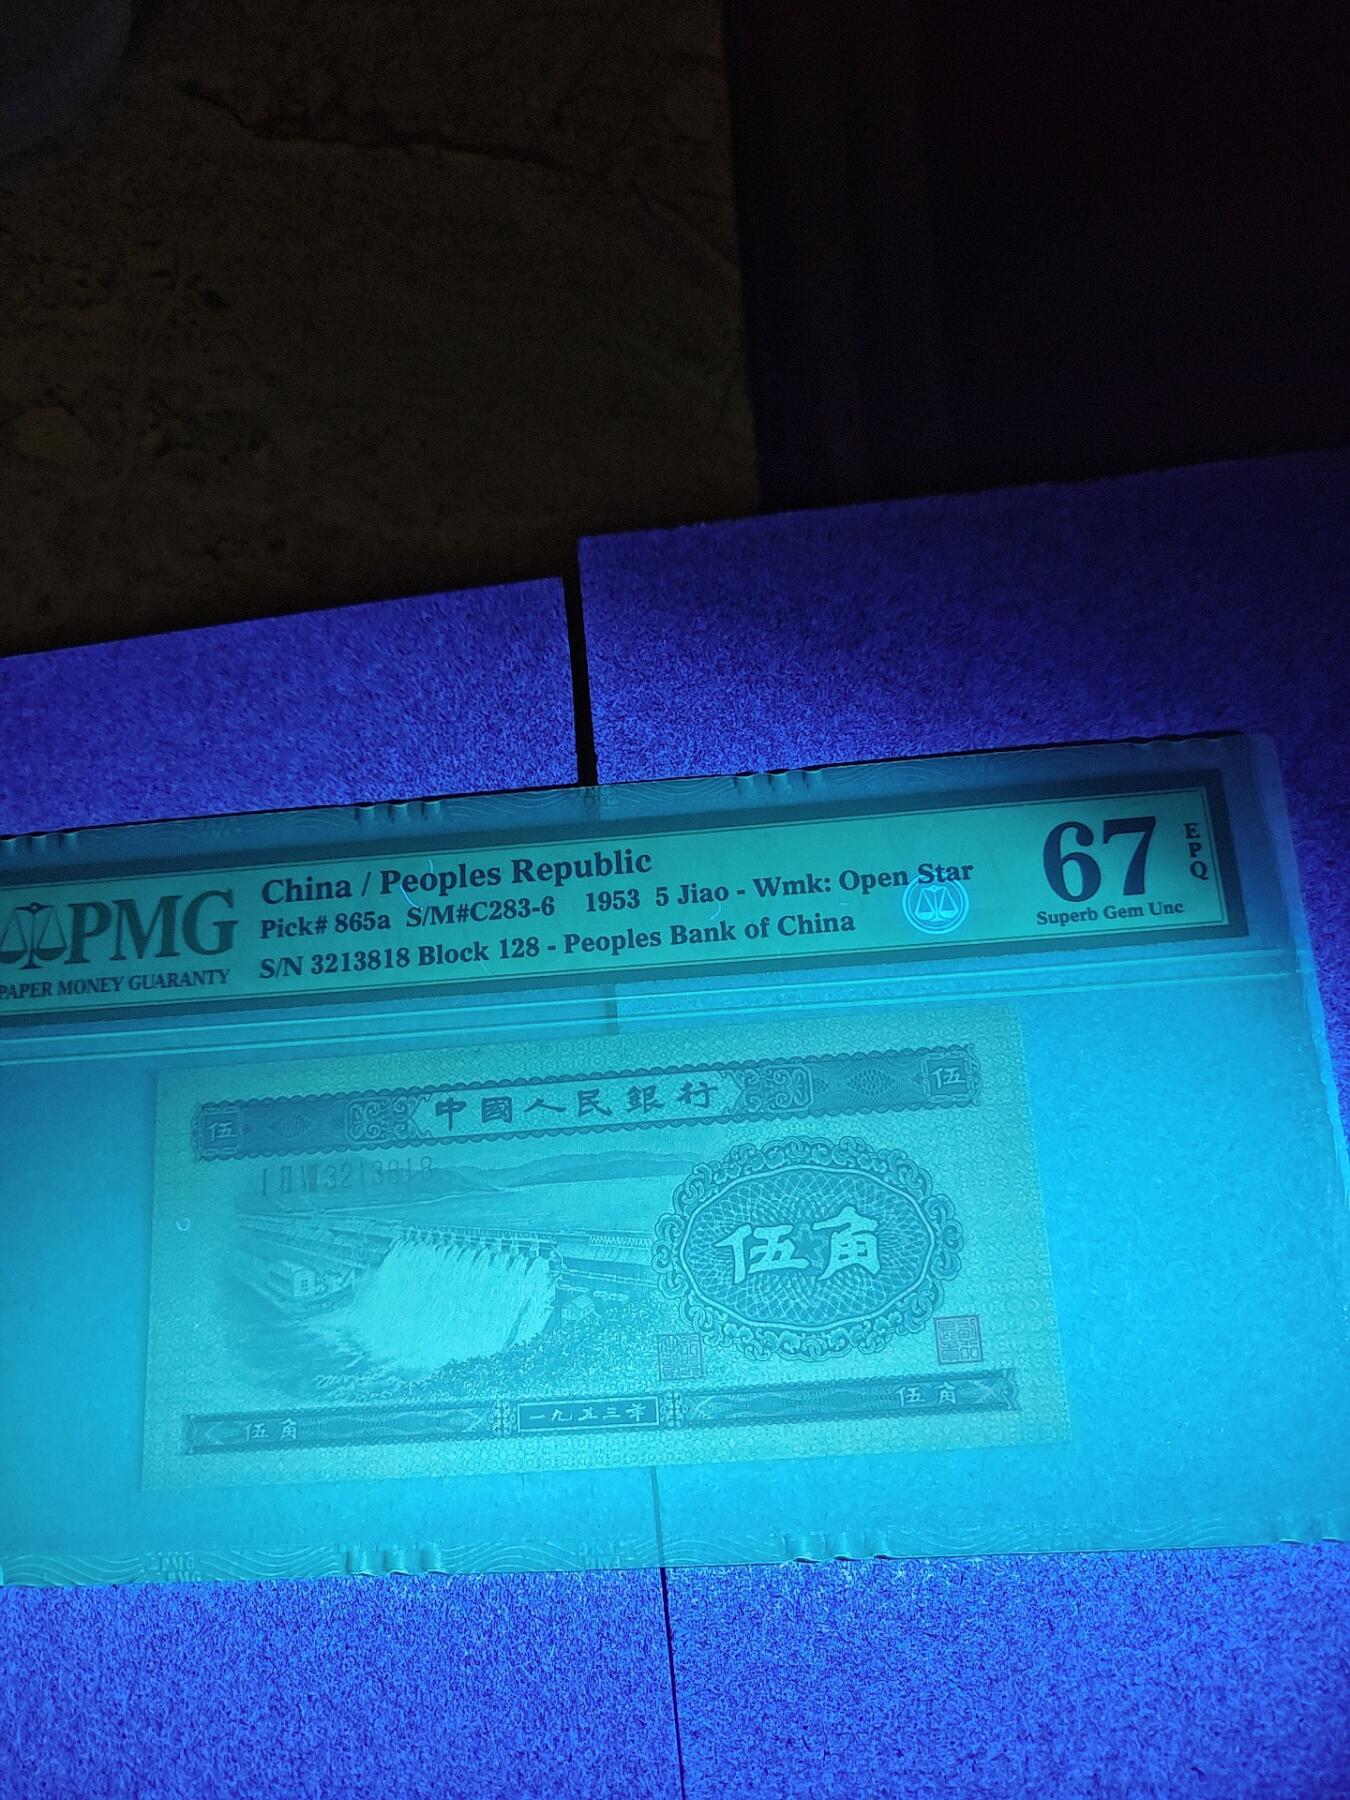 PMG
PAPER MONEY GUARANTY
China / Peoples Republic
Pick# 865a S/M#C283-6 1953 5 Jiao - Wmk: Open Star
S/N 3213818 Block 128 - Peoples Bank of China
67
EPQ
Superb Gem Unc
伍 中國人民銀行 伍
I II VIII 3213818
伍角
伍角 一九五三年 伍角